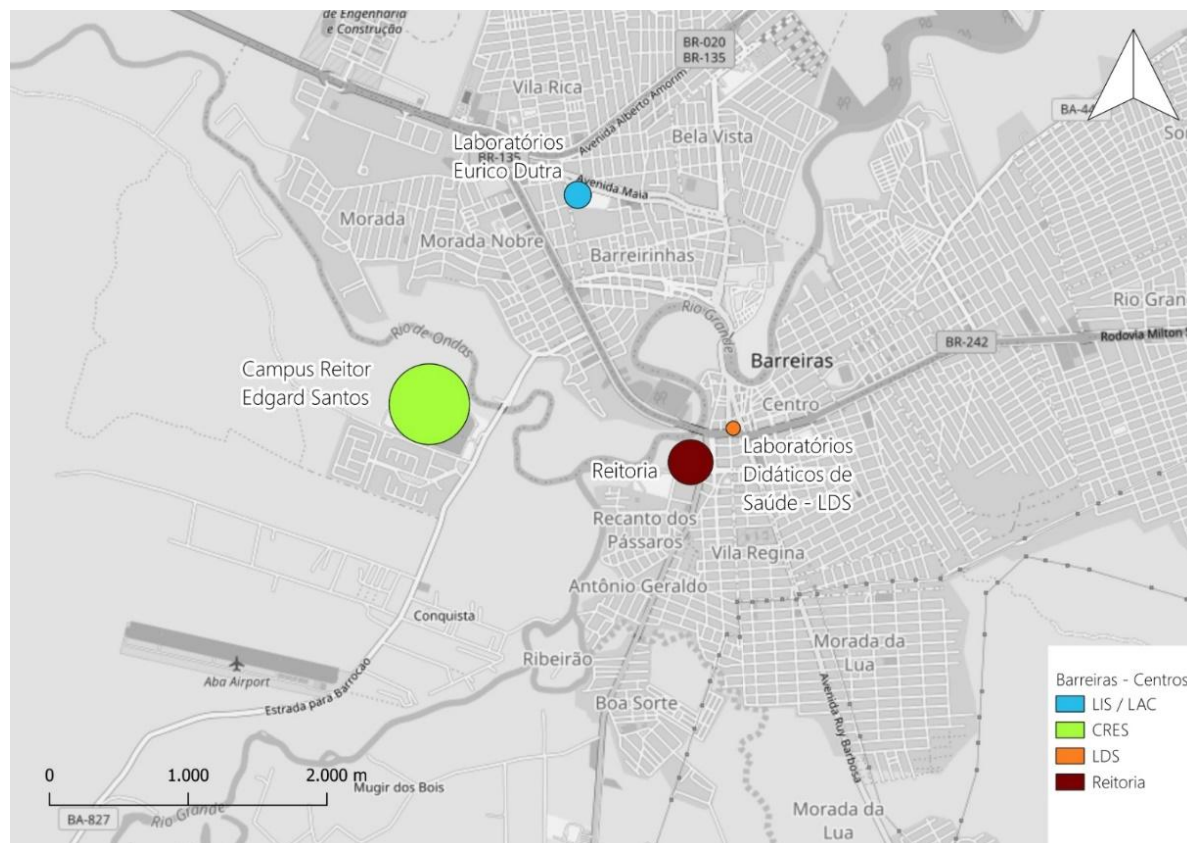 de Engenharia
e Construção
BR-020
BR-135
Vila Rica
Avenida Alberto Amorim
BA-44
Bela Vista
Laboratórios
Eurico Dutra
BR-135
Avenida Maia
Morada
Morada Nobre
Barreirinhas
Rio Grande
Rio Grand
Rodovia Milton S
BR-242
Rio de Ondas
Barreiras
Campus Reitor
Edgard Santos
Centro
Reitoria
Laboratórios
Didáticos de
Saúde - LDS
Recanto dos
Pássaros
Vila Regina
Antônio Geraldo
Conquista
Morada da
Lua
Ribeirão
Aba Airport
Estrada para Barrocão
Boa Sorte
Avenida Ruy Barbosa
Barreiras - Centros
LIS / LAC
CRES
LDS
Reitoria
0 1.000 2.000 m
Mugir dos Bois
BA-827
Rio Grande
Morada da
Lua